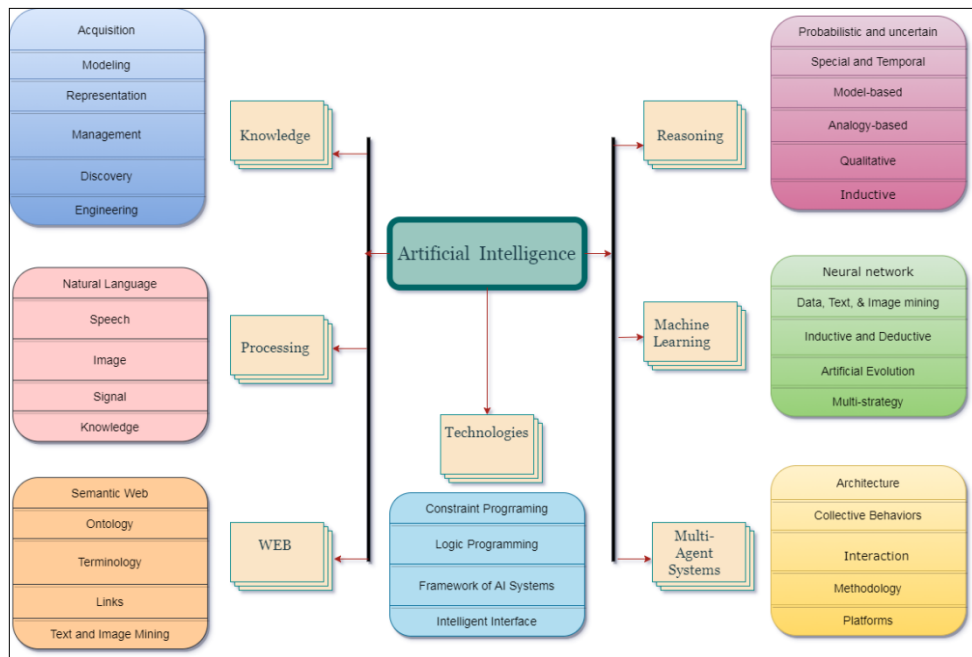 Acquisition
Modeling
Representation
Management
Discovery
Engineering
Knowledge
Natural Language
Speech
Image
Signal
Knowledge
Processing
Semantic Web
Ontology
Terminology
Links
Text and Image Mining
WEB
Artificial Intelligence
Technologies
Constraint Progrraming
Logic Programming
Framework of AI Systems
Intelligent Interface
Reasoning
Probabilistic and uncertain
Special and Temporal
Model-based
Analogy-based
Qualitative
Inductive
Machine
Learning
Neural network
Data, Text, & Image mining
Inductive and Deductive
Artificial Evolution
Multi-strategy
Multi-
Agent
Systems
Architecture
Collective Behaviors
Interaction
Methodology
Platforms